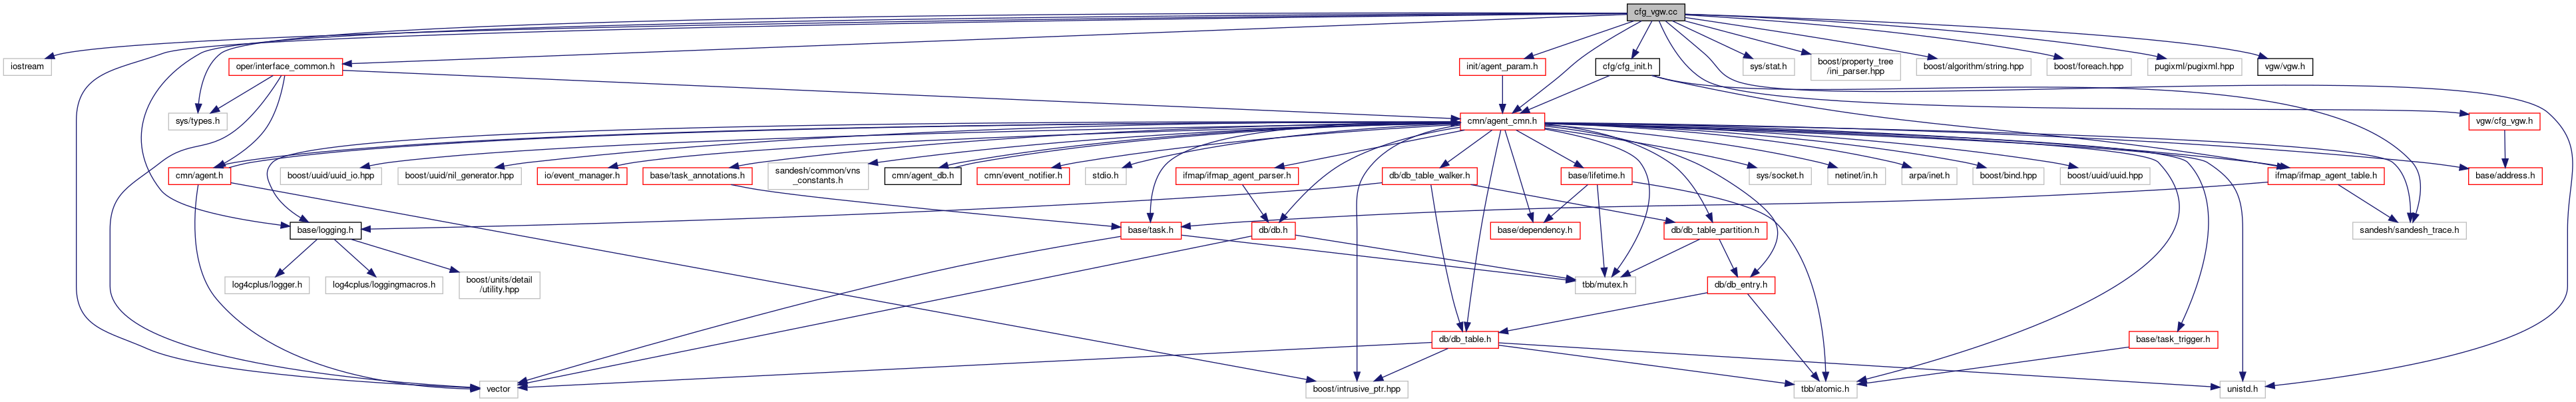 cfg_vgw.cc
iostream
oper/interface_common.h
init/agent_param.h
cfg/cfg_init.h
sys/stat.h
boost/property_tree
/ini_parser.hpp
boost/algorithm/string.hpp
boost/foreach.hpp
pugixml/pugixml.hpp
vgw/vgw.h
sys/types.h
cmn/agent_cmn.h
vgw/cfg_vgw.h
cmn/agent.h
boost/uuid/uuid_io.hpp
boost/uuid/nil_generator.hpp
io/event_manager.h
base/task_annotations.h
sandesh/common/vns
_constants.h
cmn/agent_db.h
cmn/event_notifier.h
stdio.h
ifmap/ifmap_agent_parser.h
db/db_table_walker.h
base/lifetime.h
sys/socket.h
netinet/in.h
arpa/inet.h
boost/bind.hpp
boost/uuid/uuid.hpp
ifmap/ifmap_agent_table.h
base/address.h
base/logging.h
base/task.h
db/db.h
base/dependency.h
db/db_table_partition.h
sandesh/sandesh_trace.h
log4cplus/logger.h
log4cplus/loggingmacros.h
boost/units/detail
/utility.hpp
tbb/mutex.h
db/db_entry.h
db/db_table.h
base/task_trigger.h
vector
boost/intrusive_ptr.hpp
tbb/atomic.h
unistd.h